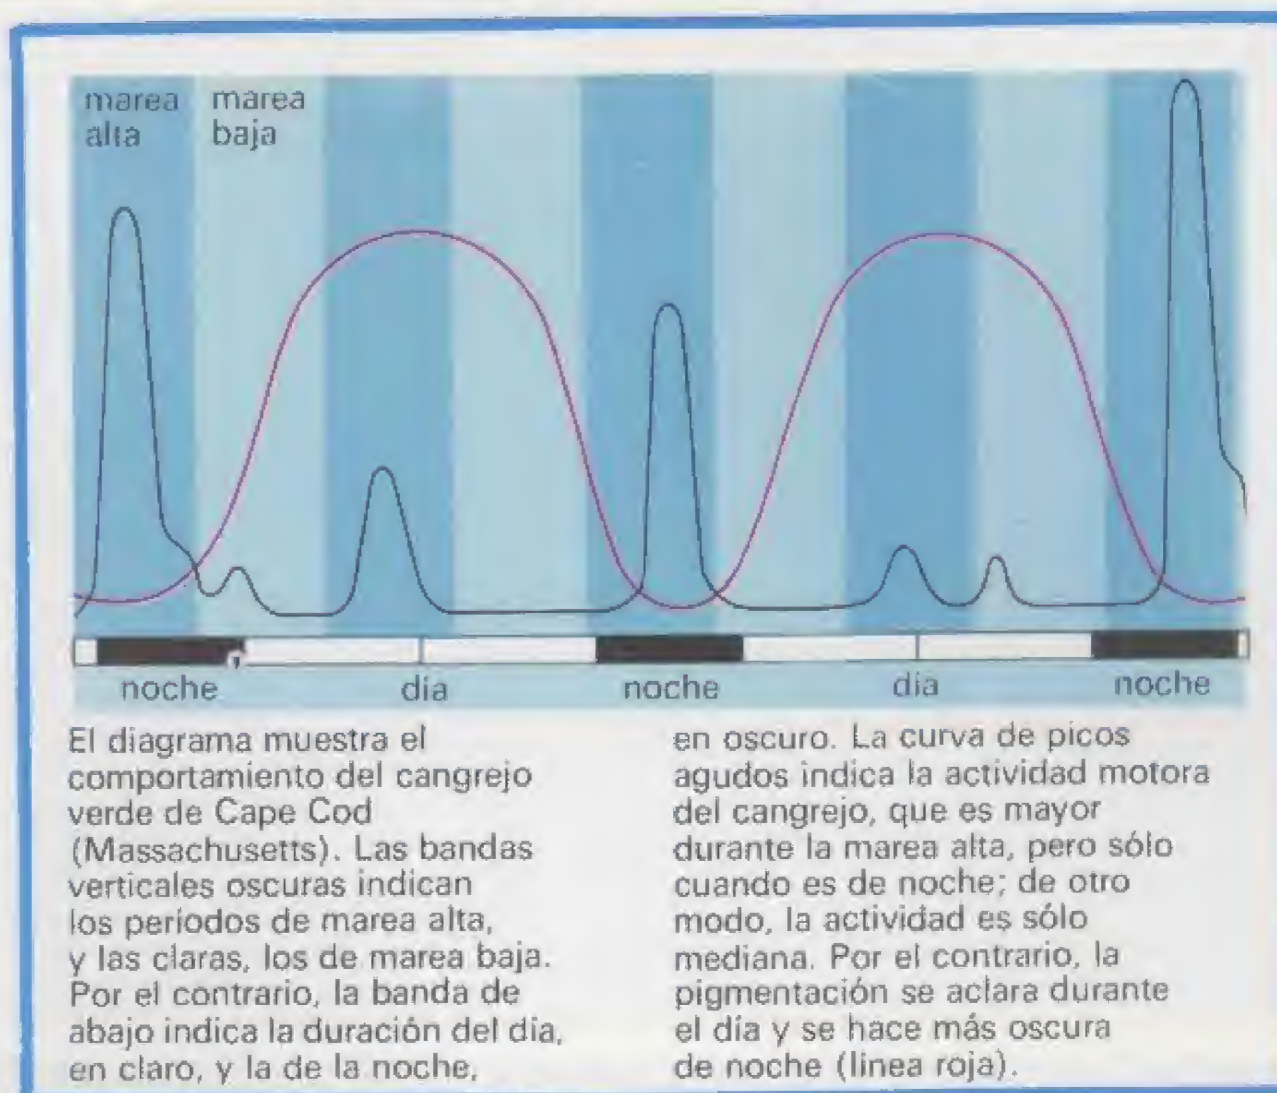 marea
alta
marea
baja
noche
dia
noche
dia
noche
El diagrama muestra el
comportamiento del cangrejo
verde de Cape Cod
(Massachusetts). Las bandas
verticales oscuras indican
los periodos de marea alta,
y las claras, los de marea baja.
Por el contrario, la banda de
abajo indica la duración del día,
en claro, y la de la noche,
en oscuro. La curva de picos
agudos indica la actividad motora
del cangrejo, que es mayor
durante la marea alta, pero sólo
cuando es de noche; de otro
modo, la actividad es sólo
mediana. Por el contrario, la
pigmentación se aclara durante
el día y se hace más oscura
de noche (linea roja).